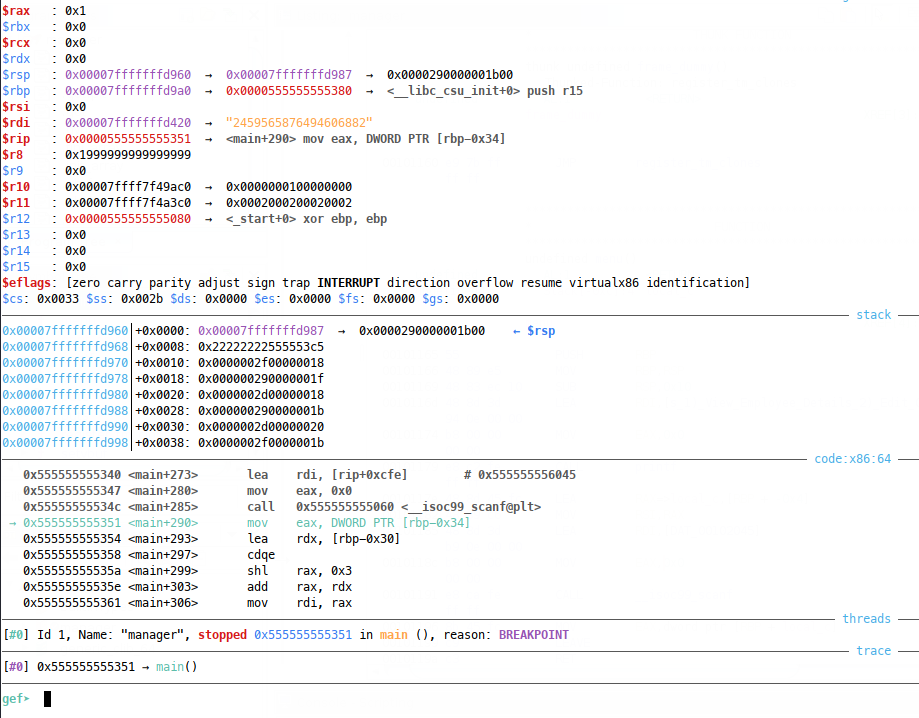 $rax   : 0x1
$rbx   : 0x0
$rcx   : 0x0
$rdx   : 0x0
$rsp   : 0x00007fffffffd960  →  0x00007fffffffd987  →  0x0000290000001b00
$rbp   : 0x00007fffffffd9a0  →  0x0000555555555380  →  <__libc_csu_init+0> push r15
$rsi   : 0x0
$rdi   : 0x00007fffffffd420  →  "2459565876494606882"
$rip   : 0x0000555555555351  →  <main+290> mov eax, DWORD PTR [rbp-0x34]
$r8    : 0x1999999999999999
$r9    : 0x0
$r10   : 0x00007ffff7f49ac0  →  0x0000000100000000
$r11   : 0x00007ffff7f4a3c0  →  0x0002000200020002
$r12   : 0x0000555555555080  →  <_start+0> xor ebp, ebp
$r13   : 0x0
$r14   : 0x0
$r15   : 0x0
$eflags: [zero carry parity adjust sign trap INTERRUPT direction overflow resume virtualx86 identification]
$cs: 0x0033 $ss: 0x002b $ds: 0x0000 $es: 0x0000 $fs: 0x0000 $gs: 0x0000
stack
0x00007fffffffd960│+0x0000: 0x00007fffffffd987  →  0x0000290000001b00    ← $rsp
0x00007fffffffd968│+0x0008: 0x22222222555553c5
0x00007fffffffd970│+0x0010: 0x0000002f00000018
0x00007fffffffd978│+0x0018: 0x000000290000001f
0x00007fffffffd980│+0x0020: 0x0000002d00000018
0x00007fffffffd988│+0x0028: 0x000000290000001b
0x00007fffffffd990│+0x0030: 0x0000002d00000020
0x00007fffffffd998│+0x0038: 0x0000002f0000001b
code:x86:64
0x555555555340 <main+273>       lea    rdi, [rip+0xcfe]        # 0x555555556045
0x555555555347 <main+280>       mov    eax, 0x0
0x55555555534c <main+285>       call   0x555555555060 <__isoc99_scanf@plt>
→ 0x555555555351 <main+290>       mov    eax, DWORD PTR [rbp-0x34]
0x555555555354 <main+293>       lea    rdx, [rbp-0x30]
0x555555555358 <main+297>       cdqe
0x55555555535a <main+299>       shl    rax, 0x3
0x55555555535e <main+303>       add    rax, rdx
0x555555555361 <main+306>       mov    rdi, rax
threads
[#0] Id 1, Name: "manager", stopped 0x555555555351 in main (), reason: BREAKPOINT
trace
[#0] 0x555555555351 → main()
gef➤